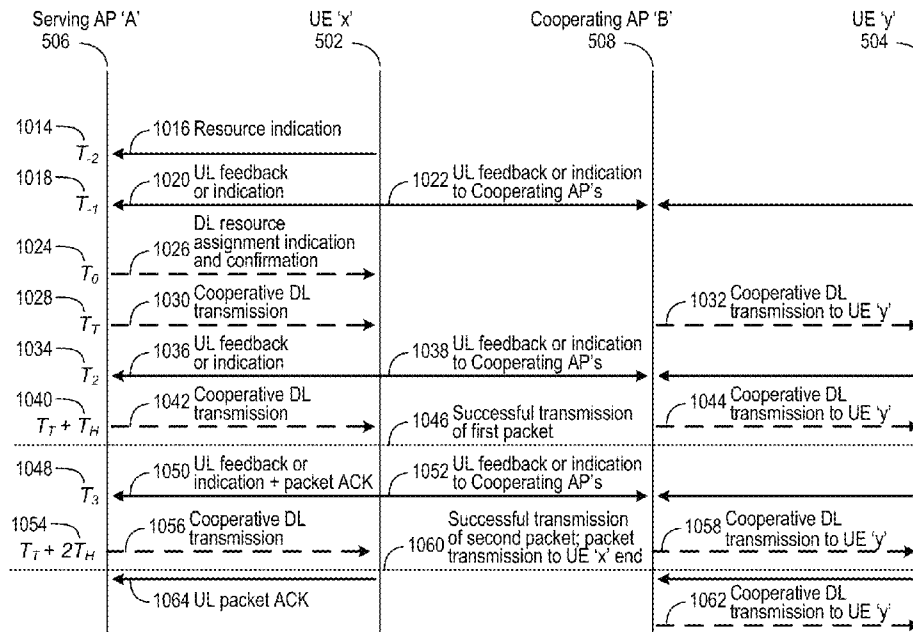 Serving AP 'A'
506
UE 'x'
502
Cooperating AP 'B'
508
UE 'y'
504
1014
T-2
1016 Resource indication
1018
T-1
1020 UL feedback
or indication
1022 UL feedback or indication
to Cooperating AP's
1024
T0
1026
DL resource
assignment indication
and confirmation
1028
TT
1030 Cooperative DL
transmission
1032 Cooperative DL
transmission to UE 'y'
1034
T2
1036 UL feedback
or indication
1038 UL feedback or indication
to Cooperating AP's
1040
TT + TH
1042 Cooperative DL
transmission
1046 Successful transmission
of first packet
1044 Cooperative DL
transmission to UE 'y'
1048
T3
1050 UL feedback or
indication + packet ACK
1052 UL feedback or indication
to Cooperating AP's
1054
TT + 2TH
1056 Cooperative DL
transmission
1060
Successful transmission
of second packet; packet
transmission to UE 'x' end
1058 Cooperative DL
transmission to UE 'y'
1064 UL packet ACK
1062 Cooperative DL
transmission to UE 'y'